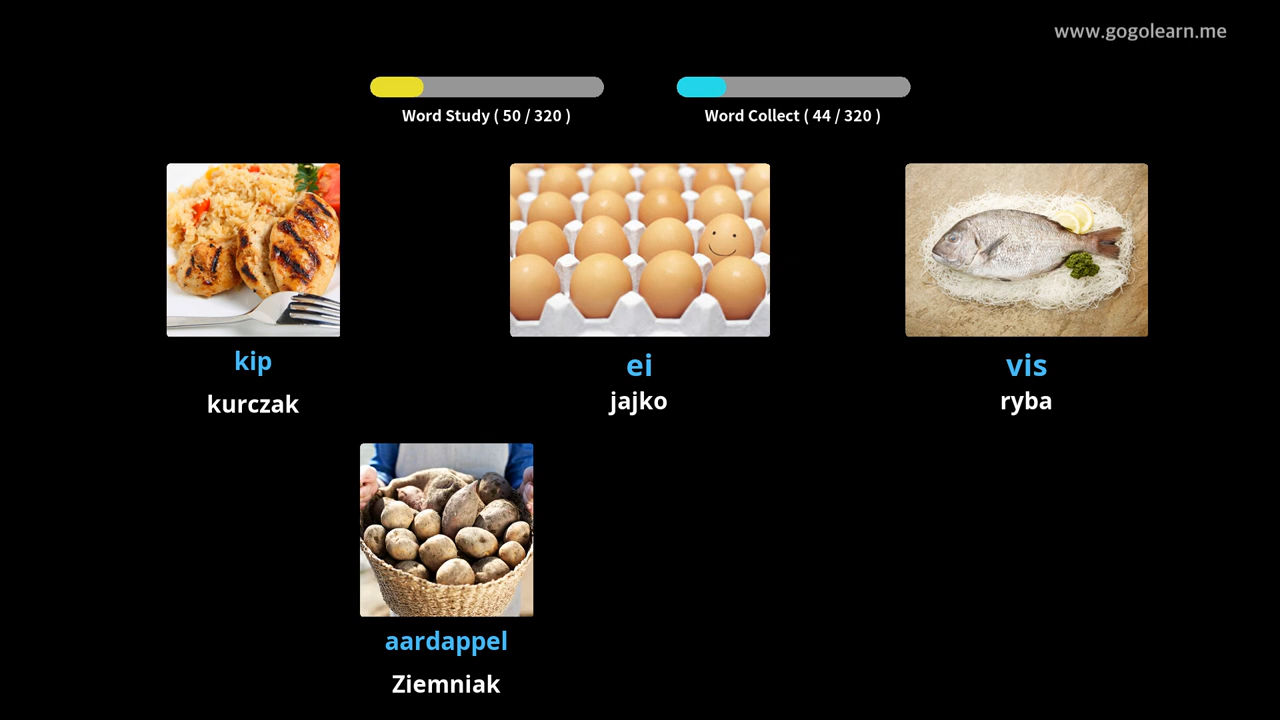 www.gogolearn.me
Word Study ( 50 / 320 )
Word Collect ( 44 / 320 )
kip
kurczak
ei
jajko
vis
ryba
aardappel
Ziemniak